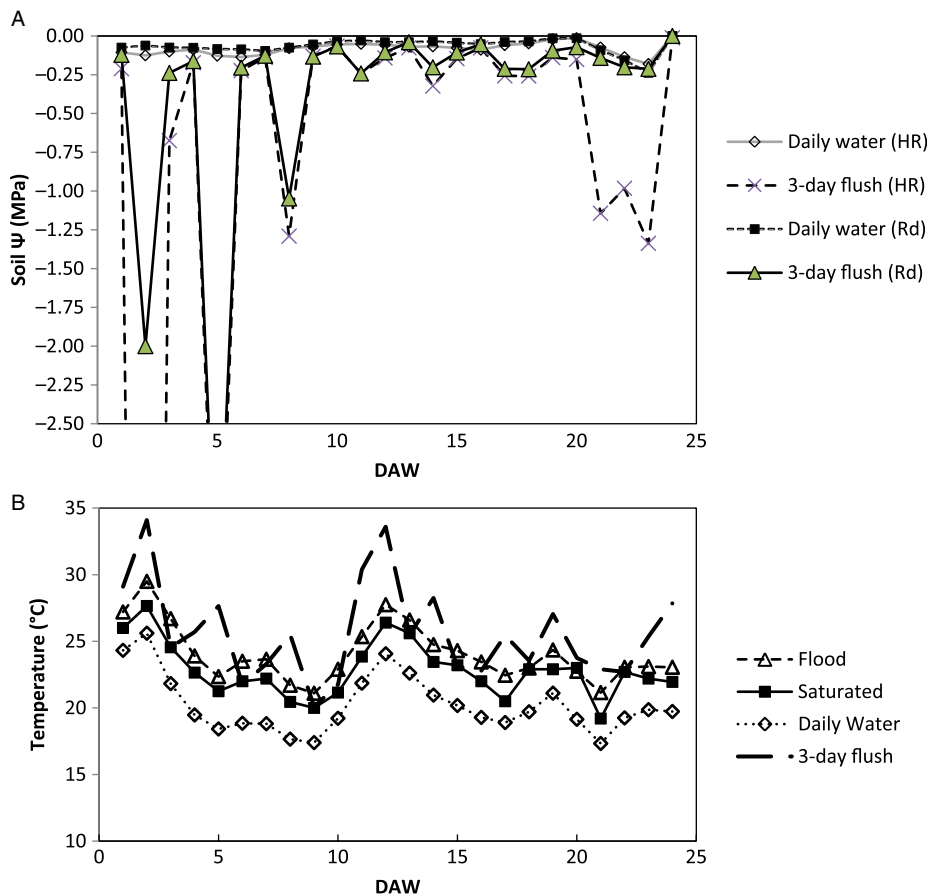 A
0.00
−0.25
−0.50
−0.75
−1.00
−1.25
−1.50
−1.75
−2.00
−2.25
−2.50
Soil Ψ (MPa)
0 5 10 15 20 25
DAW
Daily water (HR)
3-day flush (HR)
Daily water (Rd)
3-day flush (Rd)
B
35
30
25
20
15
10
Temperature (°C)
0 5 10 15 20 25
DAW
Flood
Saturated
Daily Water
3-day flush